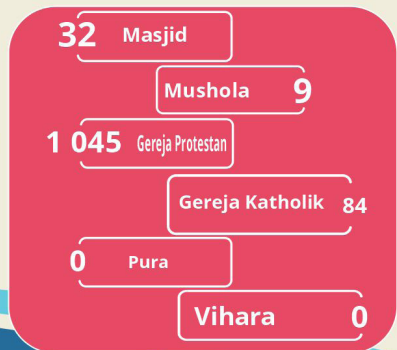 32 Masjid
Mushola 9
1 045 Gereja Protestan
Gereja Katholik 84
0 Pura
Vihara 0